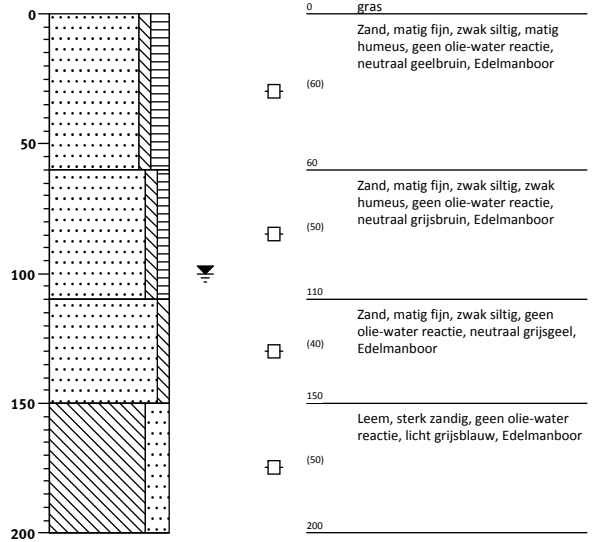 0
50
100
150
200
0 gras
Zand, matig fijn, zwak siltig, matig
humeus, geen olie-water reactie,
neutraal geelbruin, Edelmanboor
(60)
60
Zand, matig fijn, zwak siltig, zwak
humeus, geen olie-water reactie,
neutraal grijsbruin, Edelmanboor
(50)
110
Zand, matig fijn, zwak siltig, geen
olie-water reactie, neutraal grijsgeel,
Edelmanboor
(40)
150
Leem, sterk zandig, geen olie-water
reactie, licht grijsblauw, Edelmanboor
(50)
200